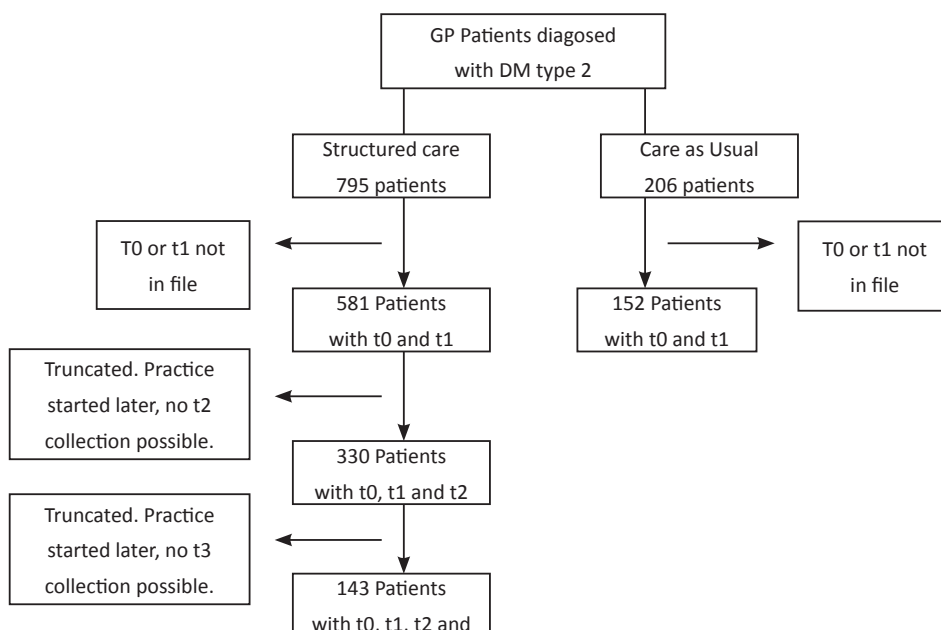 GP Patients diagosed
with DM type 2
Structured care
795 patients
Care as Usual
206 patients
T0 or t1 not
in file
T0 or t1 not
in file
581 Patients
with t0 and t1
152 Patients
with t0 and t1
Truncated. Practice
started later, no t2
collection possible.
330 Patients
with t0, t1 and t2
Truncated. Practice
started later, no t3
collection possible.
143 Patients
with t0, t1, t2 and